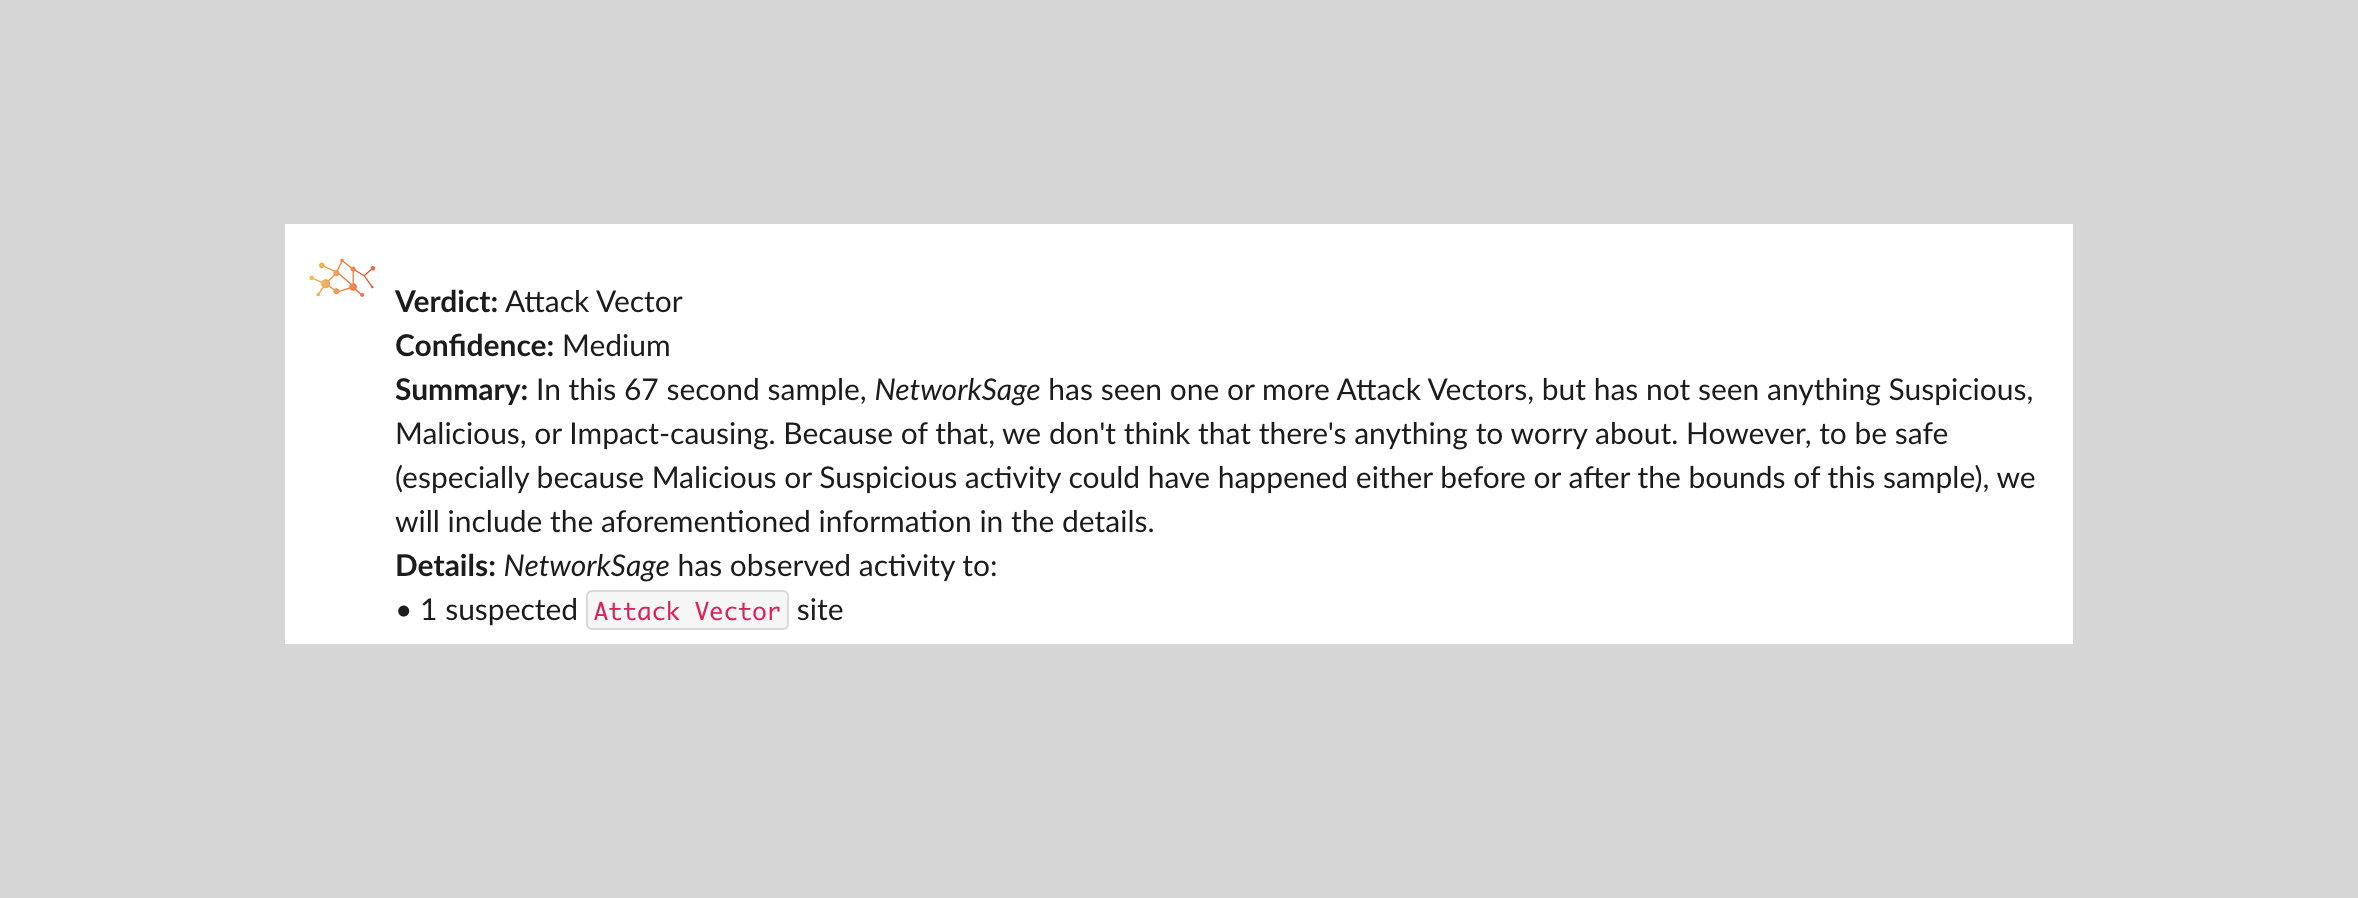 Verdict: Attack Vector
Confidence: Medium
Summary: In this 67 second sample, NetworkSage has seen one or more Attack Vectors, but has not seen anything Suspicious,
Malicious, or Impact-causing. Because of that, we don't think that there's anything to worry about. However, to be safe
(especially because Malicious or Suspicious activity could have happened either before or after the bounds of this sample), we
will include the aforementioned information in the details.
Details: NetworkSage has observed activity to:
• 1 suspected Attack Vector site